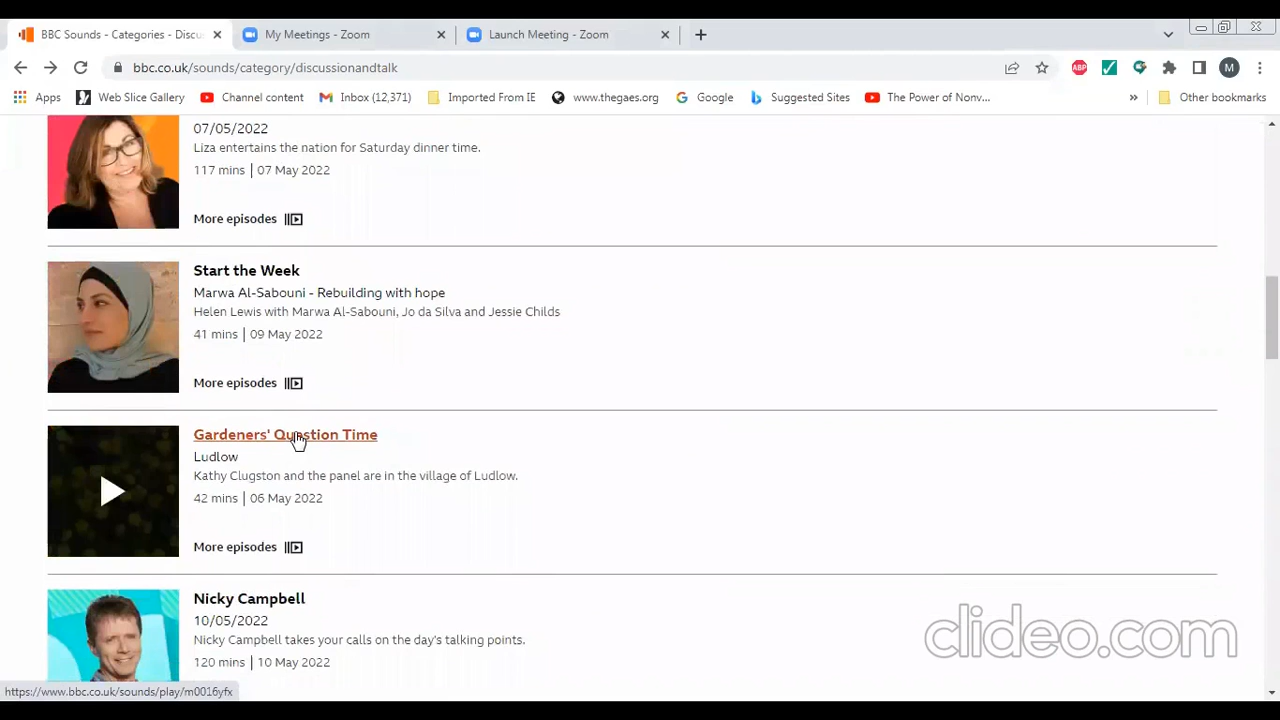 BBC Sounds - Categories - Discu
My Meetings - Zoom
Launch Meeting - Zoom
bbc.co.uk/sounds/category/discussionandtalk
ABP
M
Apps
Web Slice Gallery
Channel content
Inbox (12,371)
Imported From IE
www.thegaes.org
Google
Suggested Sites
The Power of Nonv...
»
Other bookmarks
07/05/2022
Liza entertains the nation for Saturday dinner time.
117 mins | 07 May 2022
More episodes
Start the Week
Marwa Al-Sabouni - Rebuilding with hope
Helen Lewis with Marwa Al-Sabouni, Jo da Silva and Jessie Childs
41 mins | 09 May 2022
More episodes
Gardeners' Question Time
Ludlow
Kathy Clugston and the panel are in the village of Ludlow.
42 mins | 06 May 2022
More episodes
Nicky Campbell
10/05/2022
Nicky Campbell takes your calls on the day's talking points.
120 mins | 10 May 2022
clideo.com
https://www.bbc.co.uk/sounds/play/m0016yfx